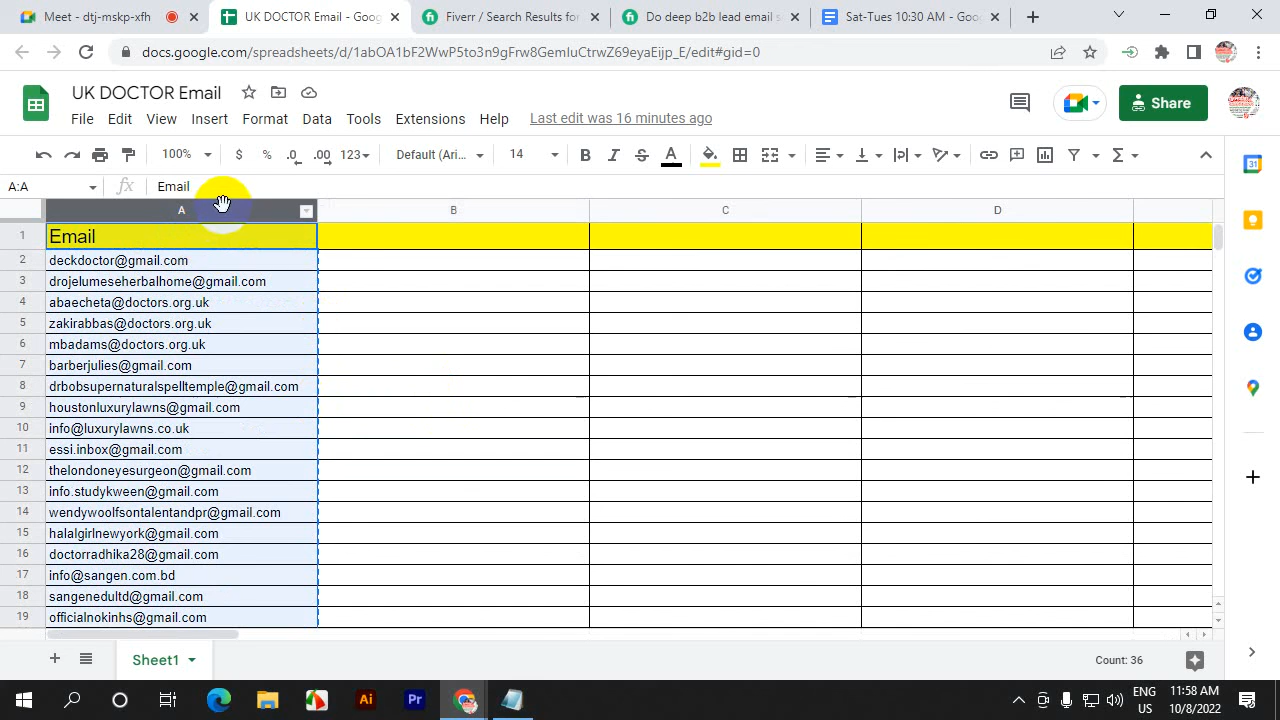 Meet - dtj-mskp-xfh
UK DOCTOR Email - Goog
Fiverr / Search Results for
Do deep b2b lead email s
Sat-Tues 10:30 AM - Goo
docs.google.com/spreadsheets/d/1abOA1bF2WwP5to3n9gFrw8GemIuCtrwZ69eyaEijp_E/edit#gid=0
UK DOCTOR Email
Share
File Edit View Insert Format Data Tools Extensions Help Last edit was 16 minutes ago
100% $ % .0 .00 123 Default (Ari... 14 B I S A
A:A fx Email
A B C D
1 Email
2 deckdoctor@gmail.com
3 drojelumeseherbalhome@gmail.com
4 abaecheta@doctors.org.uk
5 zakirabbas@doctors.org.uk
6 mbadams@doctors.org.uk
7 barberjulies@gmail.com
8 drbobsupernaturalspelltemple@gmail.com
9 houstonluxurylawns@gmail.com
10 info@luxurylawns.co.uk
11 essi.inbox@gmail.com
12 thelondoneyesurgeon@gmail.com
13 info.studykween@gmail.com
14 wendywoolfsontalentandpr@gmail.com
15 halalgirlnewyork@gmail.com
16 doctorradhika28@gmail.com
17 info@sangen.com.bd
18 sangenedultd@gmail.com
19 officialnokinhs@gmail.com
Sheet1
Count: 36
Ai Pr
ENG
US
11:58 AM
10/8/2022